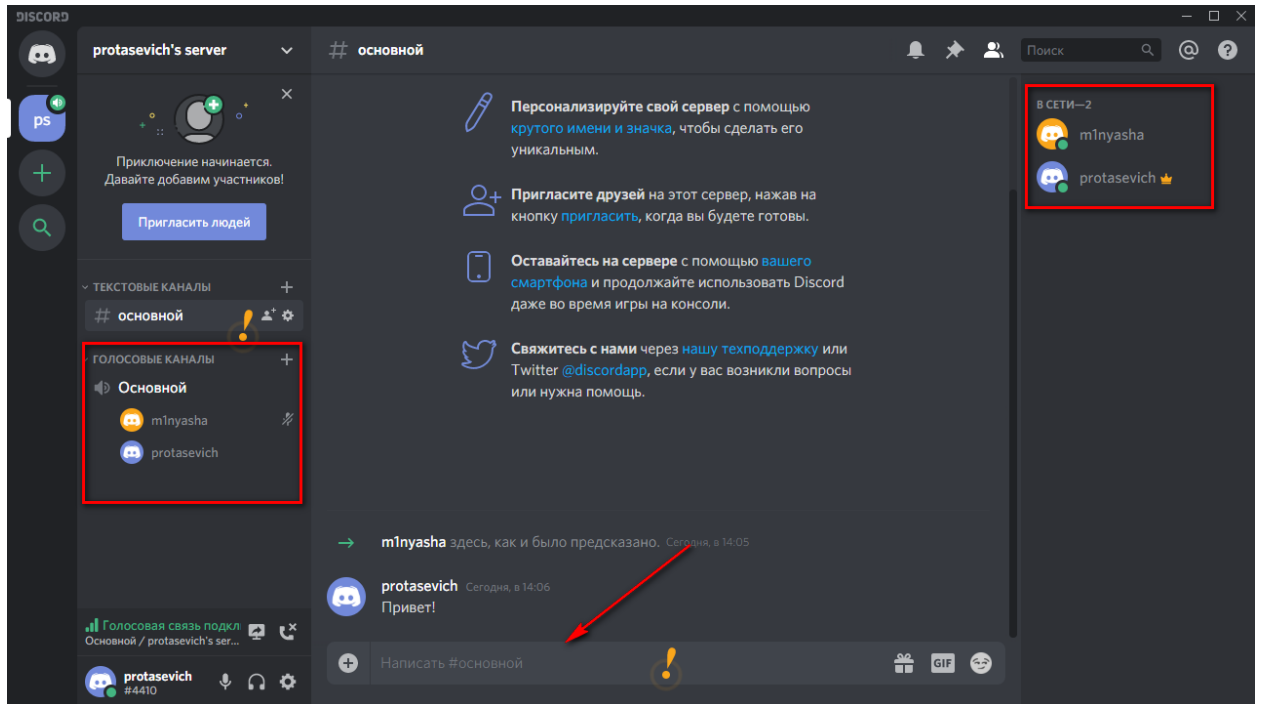 DISCORD
protasevich's server
основной
Поиск
ps
Приключение начинается.
Давайте добавим участников!
Пригласить людей
ТЕКСТОВЫЕ КАНАЛЫ
основной
ГОЛОСОВЫЕ КАНАЛЫ
Основной
m1nyasha
protasevich
Голосовая связь подкл
Основной / protasevich's ser...
protasevich
#4410
Персонализируйте свой сервер с помощью
крутого имени и значка, чтобы сделать его
уникальным.
Пригласите друзей на этот сервер, нажав на
кнопку пригласить, когда вы будете готовы.
Оставайтесь на сервере с помощью вашего
смартфона и продолжайте использовать Discord
даже во время игры на консоли.
Свяжитесь с нами через нашу техподдержку или
Twitter @discordapp, если у вас возникли вопросы
или нужна помощь.
m1nyasha здесь, как и было предсказано. Сегодня, в 14:05
protasevich Сегодня, в 14:06
Привет!
Написать #основной
GIF
В СЕТИ—2
m1nyasha
protasevich